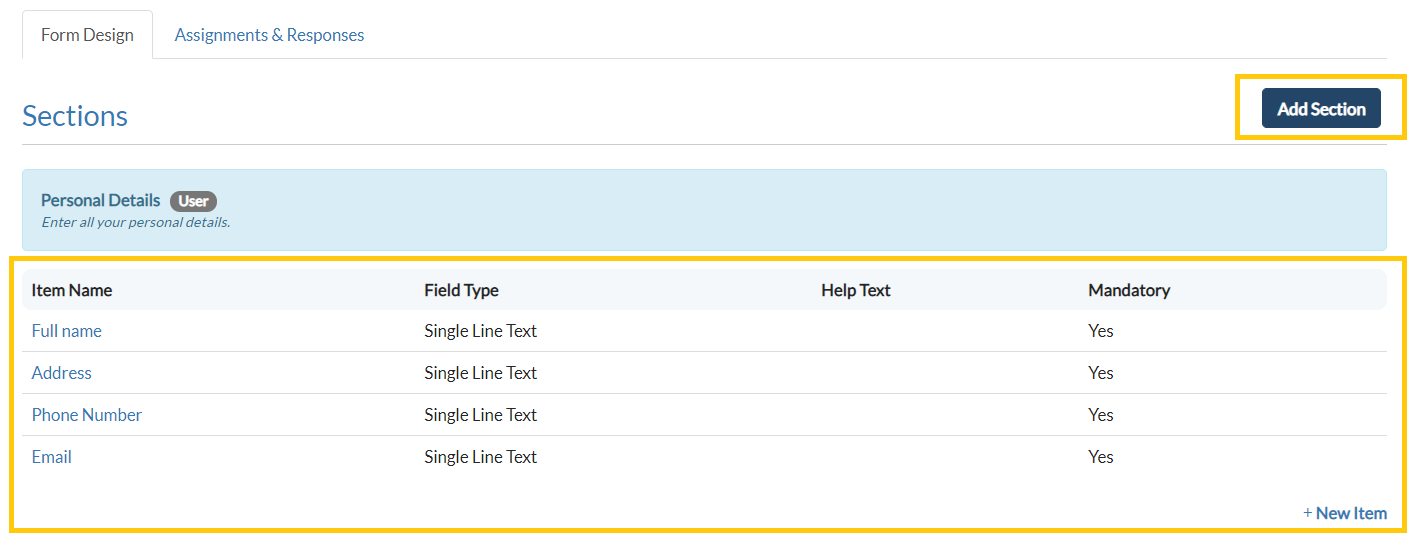 Form Design Assignments & Responses
Sections Add Section
Personal Details User
Enter all your personal details.
Item Name Field Type Help Text Mandatory
Full name Single Line Text Yes
Address Single Line Text Yes
Phone Number Single Line Text Yes
Email Single Line Text Yes
+ New Item